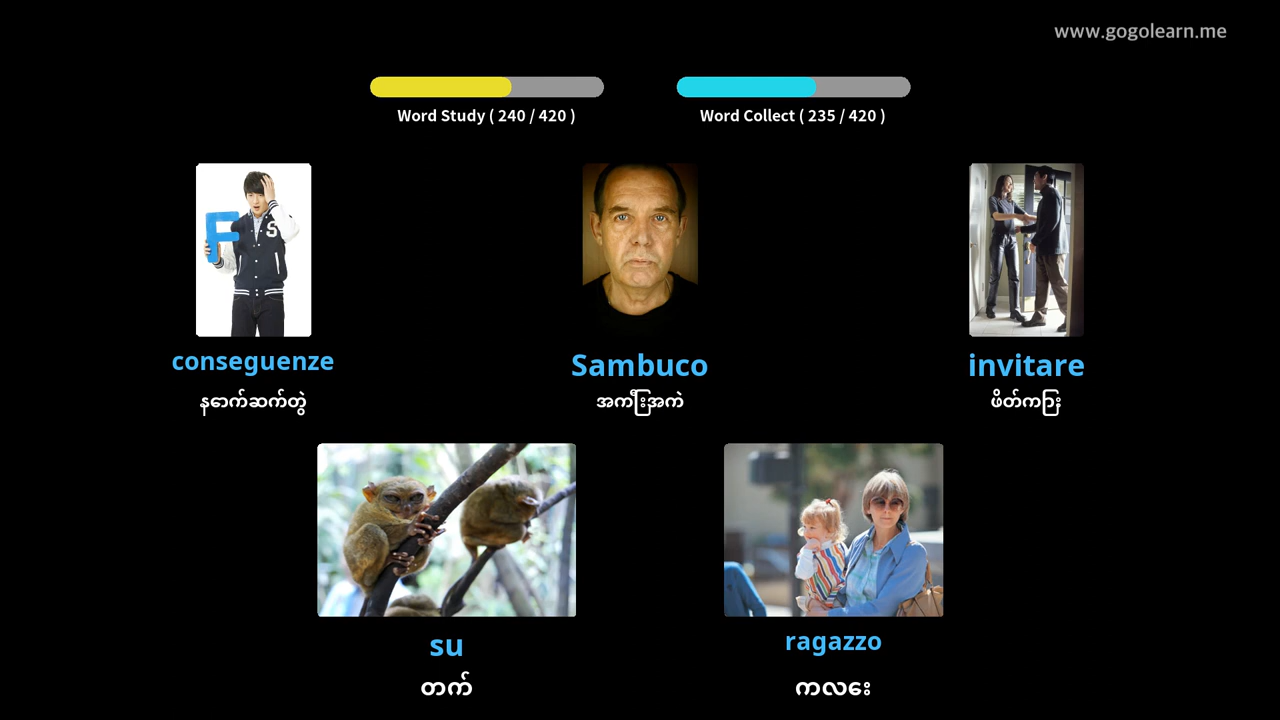 www.gogolearn.me
Word Study ( 240 / 420 )
Word Collect ( 235 / 420 )
F
S
conseguenze
Sambuco
invitare
နောက်ဆက်တွဲ
အကြီးအကဲ
ဖိတ်ကြား
su
ragazzo
တက်
ကလေး